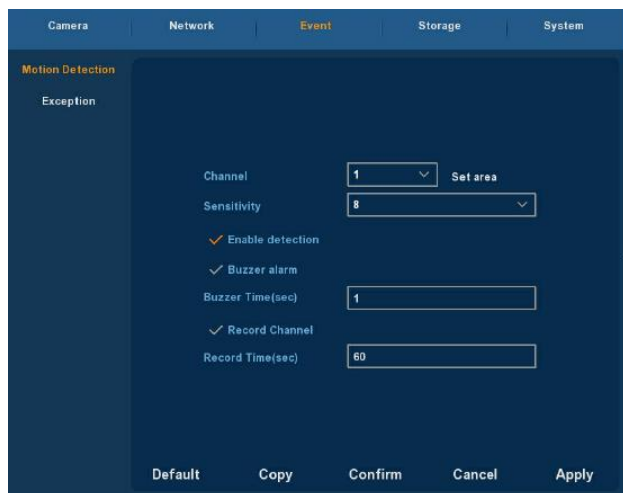 Camera Network Event Storage System
Motion Detection
Exception
Channel 1 Set area
Sensitivity 8
Enable detection
Buzzer alarm
Buzzer Time(sec) 1
Record Channel
Record Time(sec) 60
Default Copy Confirm Cancel Apply